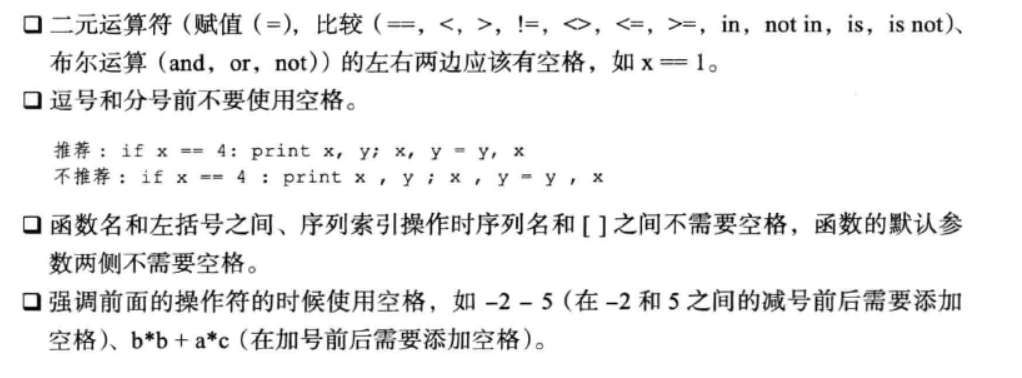 ❑ 二元运算符（赋值（=），比较（==，<，>，!=，<>，<=，>=，in，not in，is，is not）、
布尔运算（and，or，not））的左右两边应该有空格，如 x == 1。
❑ 逗号和分号前不要使用空格。
推荐：if x == 4: print x, y; x, y = y, x
不推荐：if x == 4 : print x , y ; x , y = y , x
❑ 函数名和左括号之间、序列索引操作时序列名和 [ ] 之间不需要空格，函数的默认参
数两侧不需要空格。
❑ 强调前面的操作符的时候使用空格，如 –2 – 5（在 –2 和 5 之间的减号前后需要添加
空格）、b*b + a*c（在加号前后需要添加空格）。